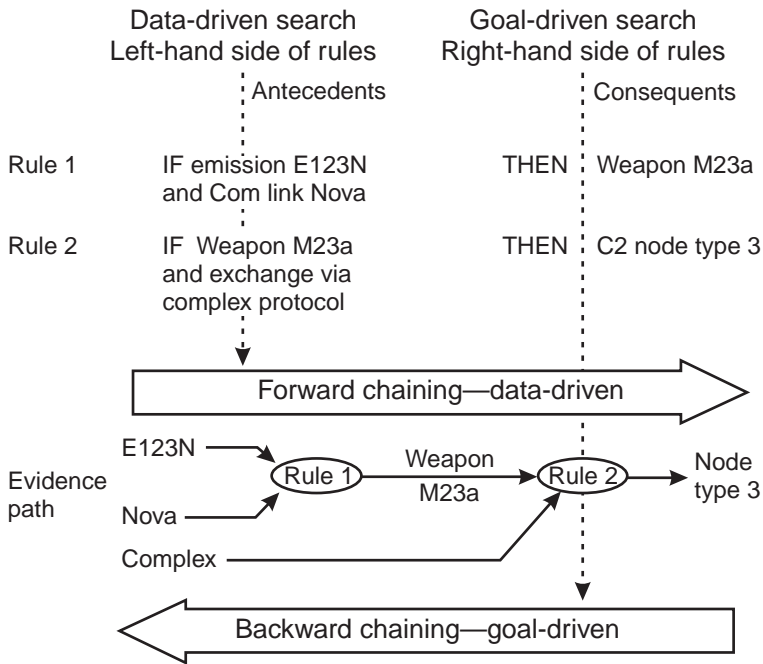 Data-driven search
Left-hand side of rules
Goal-driven search
Right-hand side of rules
Antecedents
Consequents
Rule 1
IF emission E123N
and Com link Nova
THEN
Weapon M23a
Rule 2
IF Weapon M23a
and exchange via
complex protocol
THEN
C2 node type 3
Forward chaining—data-driven
Evidence
path
E123N
Nova
Complex
Rule 1
Weapon
M23a
Rule 2
Node
type 3
Backward chaining—goal-driven